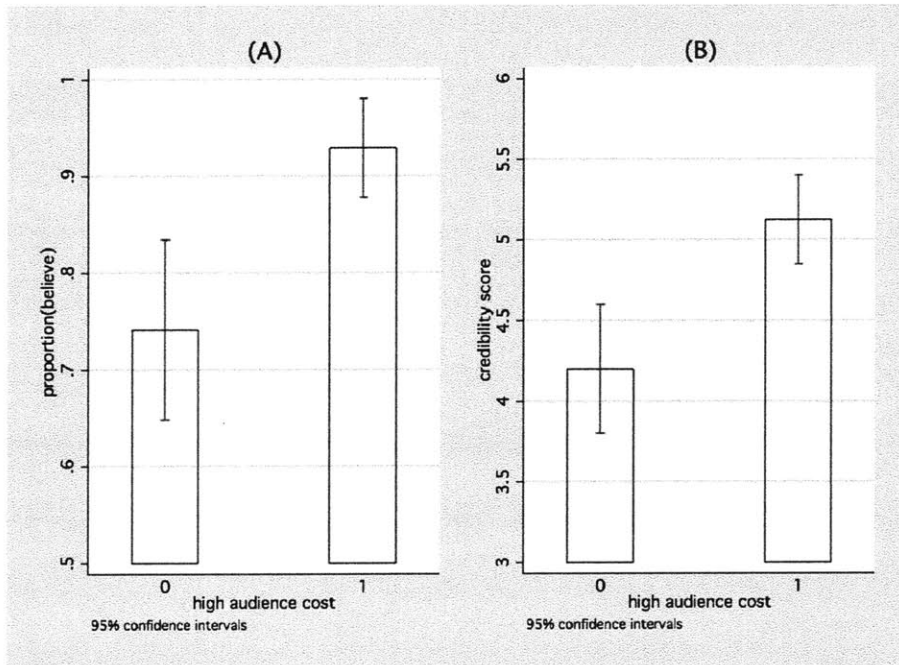 (A)
proportion(believe)
1
.9
.8
.7
.6
.5
0 1
high audience cost
95% confidence intervals
(B)
credibility score
6
5.5
5
4.5
4
3.5
3
0 1
high audience cost
95% confidence intervals